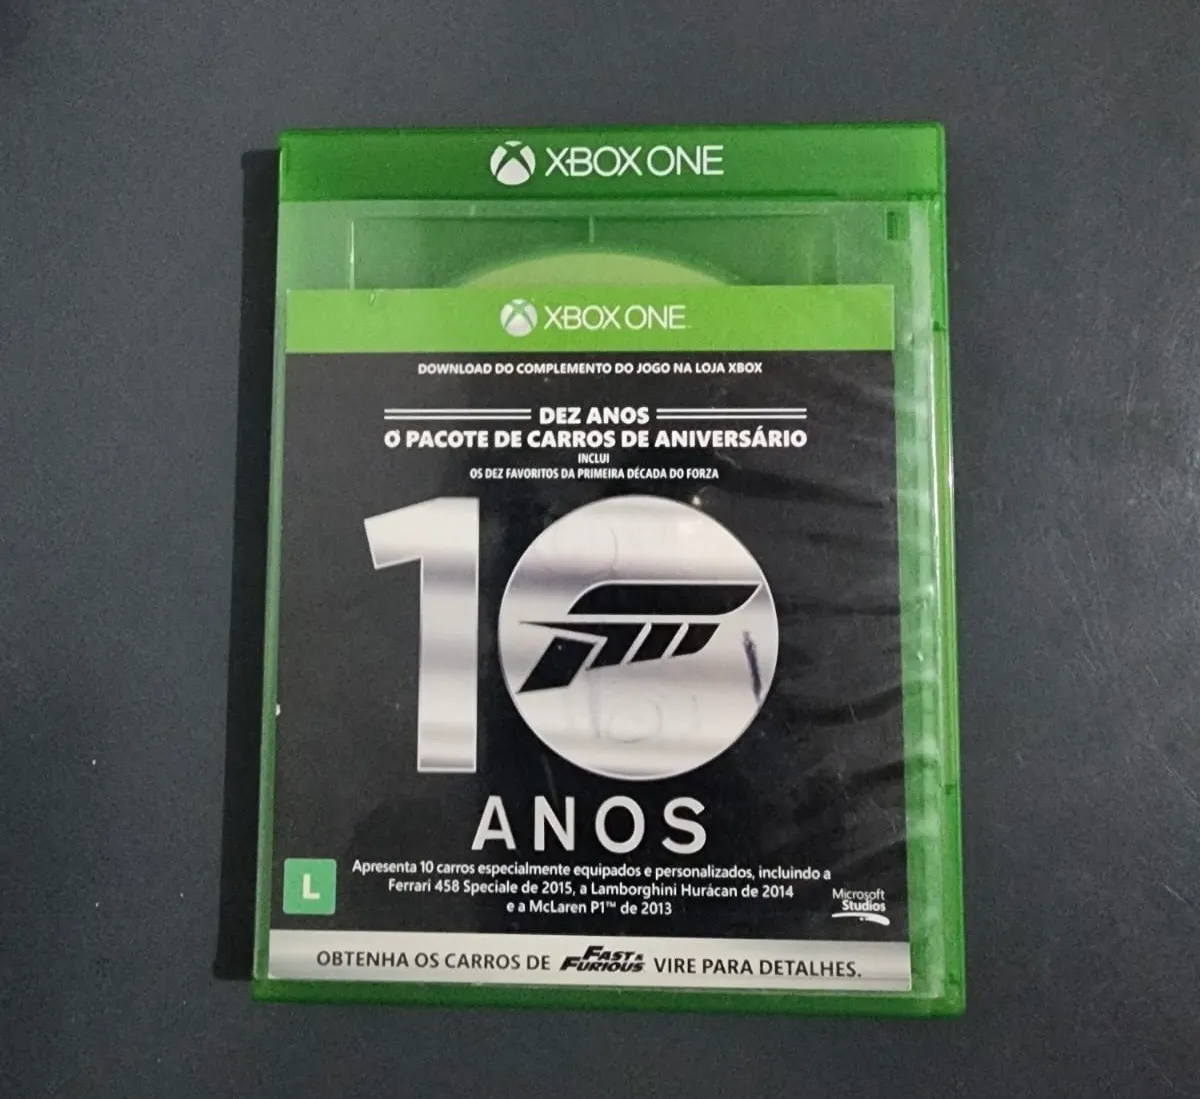 XBOX ONE
XBOX ONE
DOWNLOAD DO COMPLEMENTO DO JOGO NA LOJA XBOX
DEZ ANOS
O PACOTE DE CARROS DE ANIVERSÁRIO
INCLUI
OS DEZ FAVORITOS DA PRIMEIRA DÉCADA DO FORZA
10
ANOS
Apresenta 10 carros especialmente equipados e personalizados, incluindo a
Ferrari 458 Speciale de 2015, a Lamborghini Hurácan de 2014
e a McLaren P1™ de 2013
L
Microsoft
Studios
OBTENHA OS CARROS DE FAST & FURIOUS VIRE PARA DETALHES.